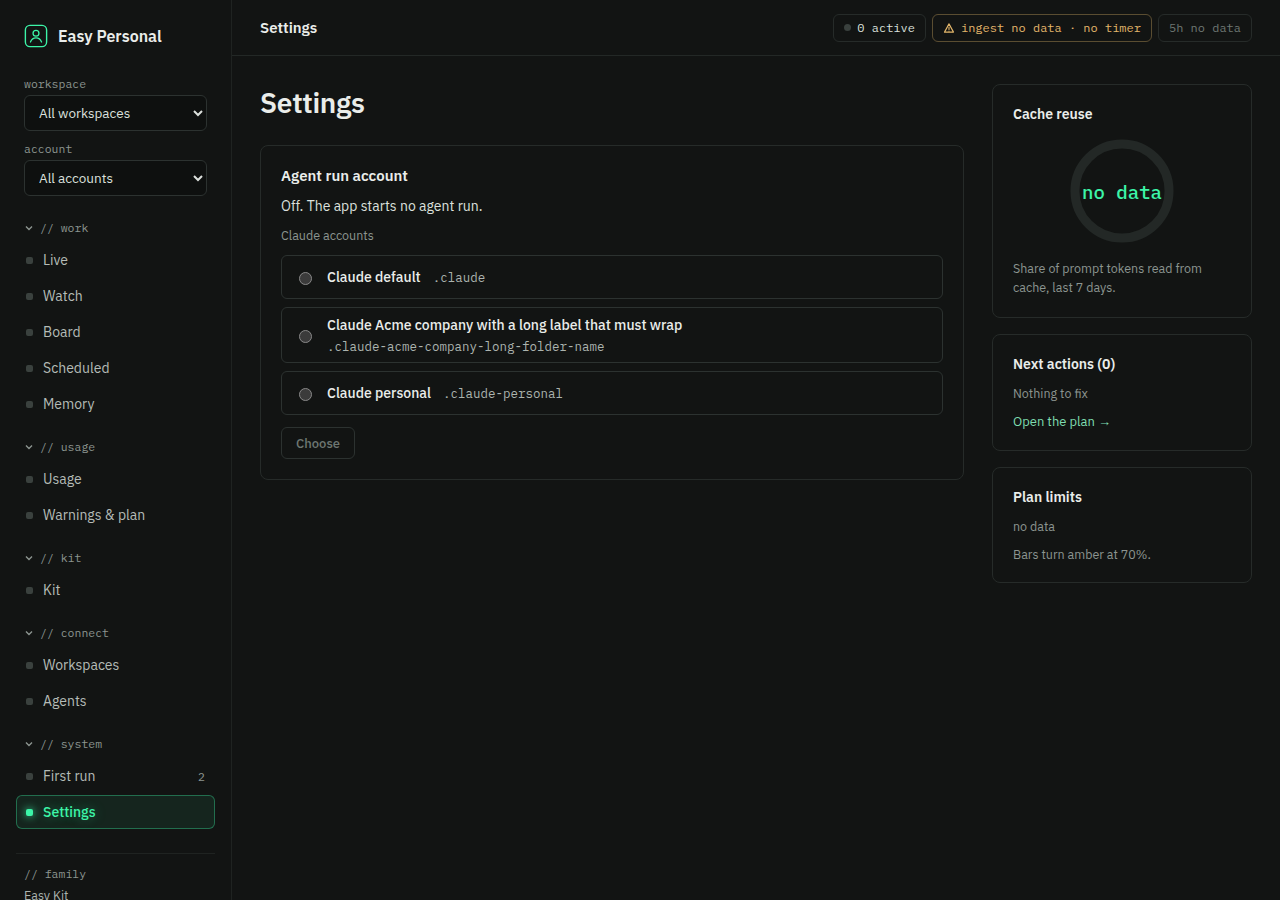 Easy Personal
workspace
All workspaces
account
All accounts
// work
Live
Watch
Board
Scheduled
Memory
// usage
Usage
Warnings & plan
// kit
Kit
// connect
Workspaces
Agents
// system
First run 2
Settings
// family
Easy Kit
Settings
0 active
ingest no data · no timer
5h no data
Settings
Agent run account
Off. The app starts no agent run.
Claude accounts
Claude default .claude
Claude Acme company with a long label that must wrap
.claude-acme-company-long-folder-name
Claude personal .claude-personal
Choose
Cache reuse
no data
Share of prompt tokens read from
cache, last 7 days.
Next actions (0)
Nothing to fix
Open the plan →
Plan limits
no data
Bars turn amber at 70%.